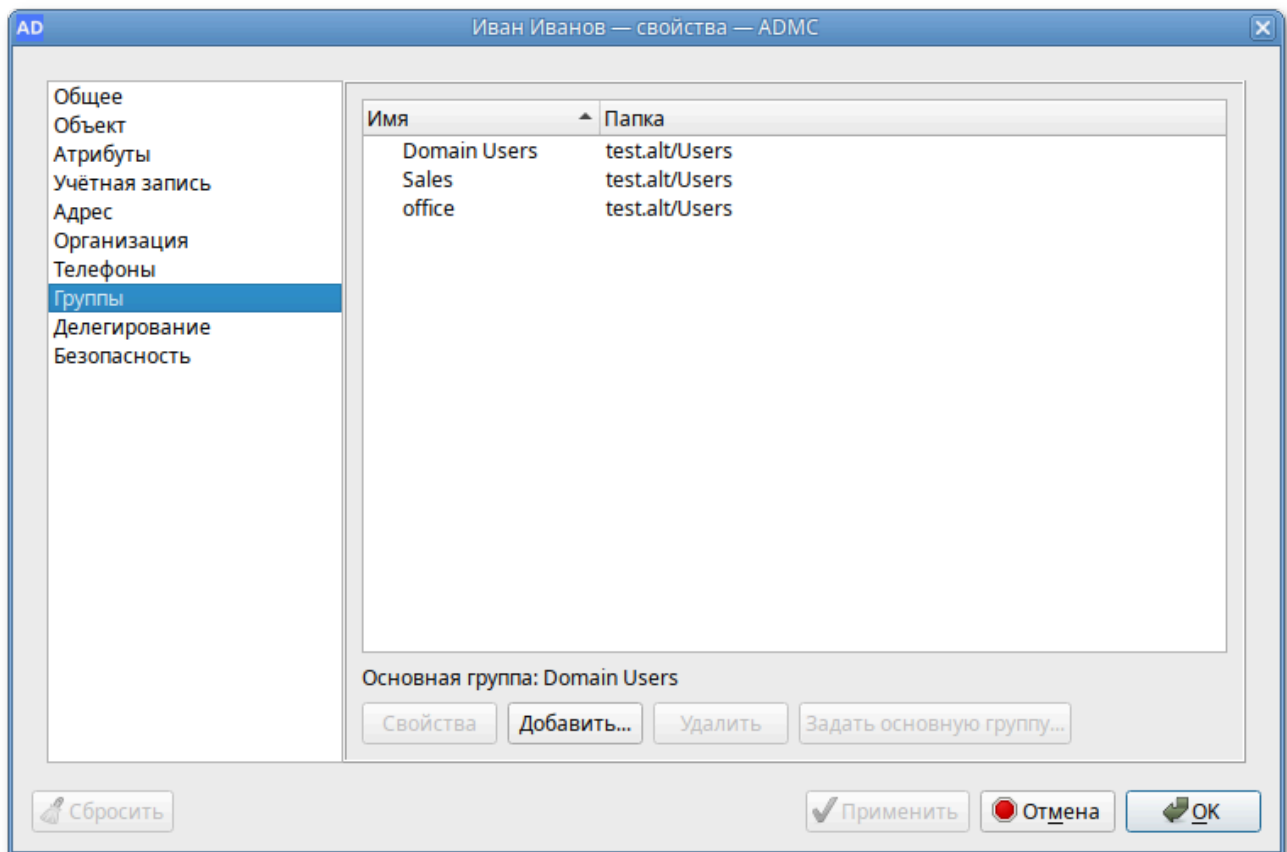 AD Иван Иванов — свойства — ADMC
Общее
Объект
Атрибуты
Учётная запись
Адрес
Организация
Телефоны
Группы
Делегирование
Безопасность
Имя Папка
Domain Users test.alt/Users
Sales test.alt/Users
office test.alt/Users
Основная группа: Domain Users
Свойства Добавить... Удалить Задать основную группу...
Сбросить Применить Отмена OK